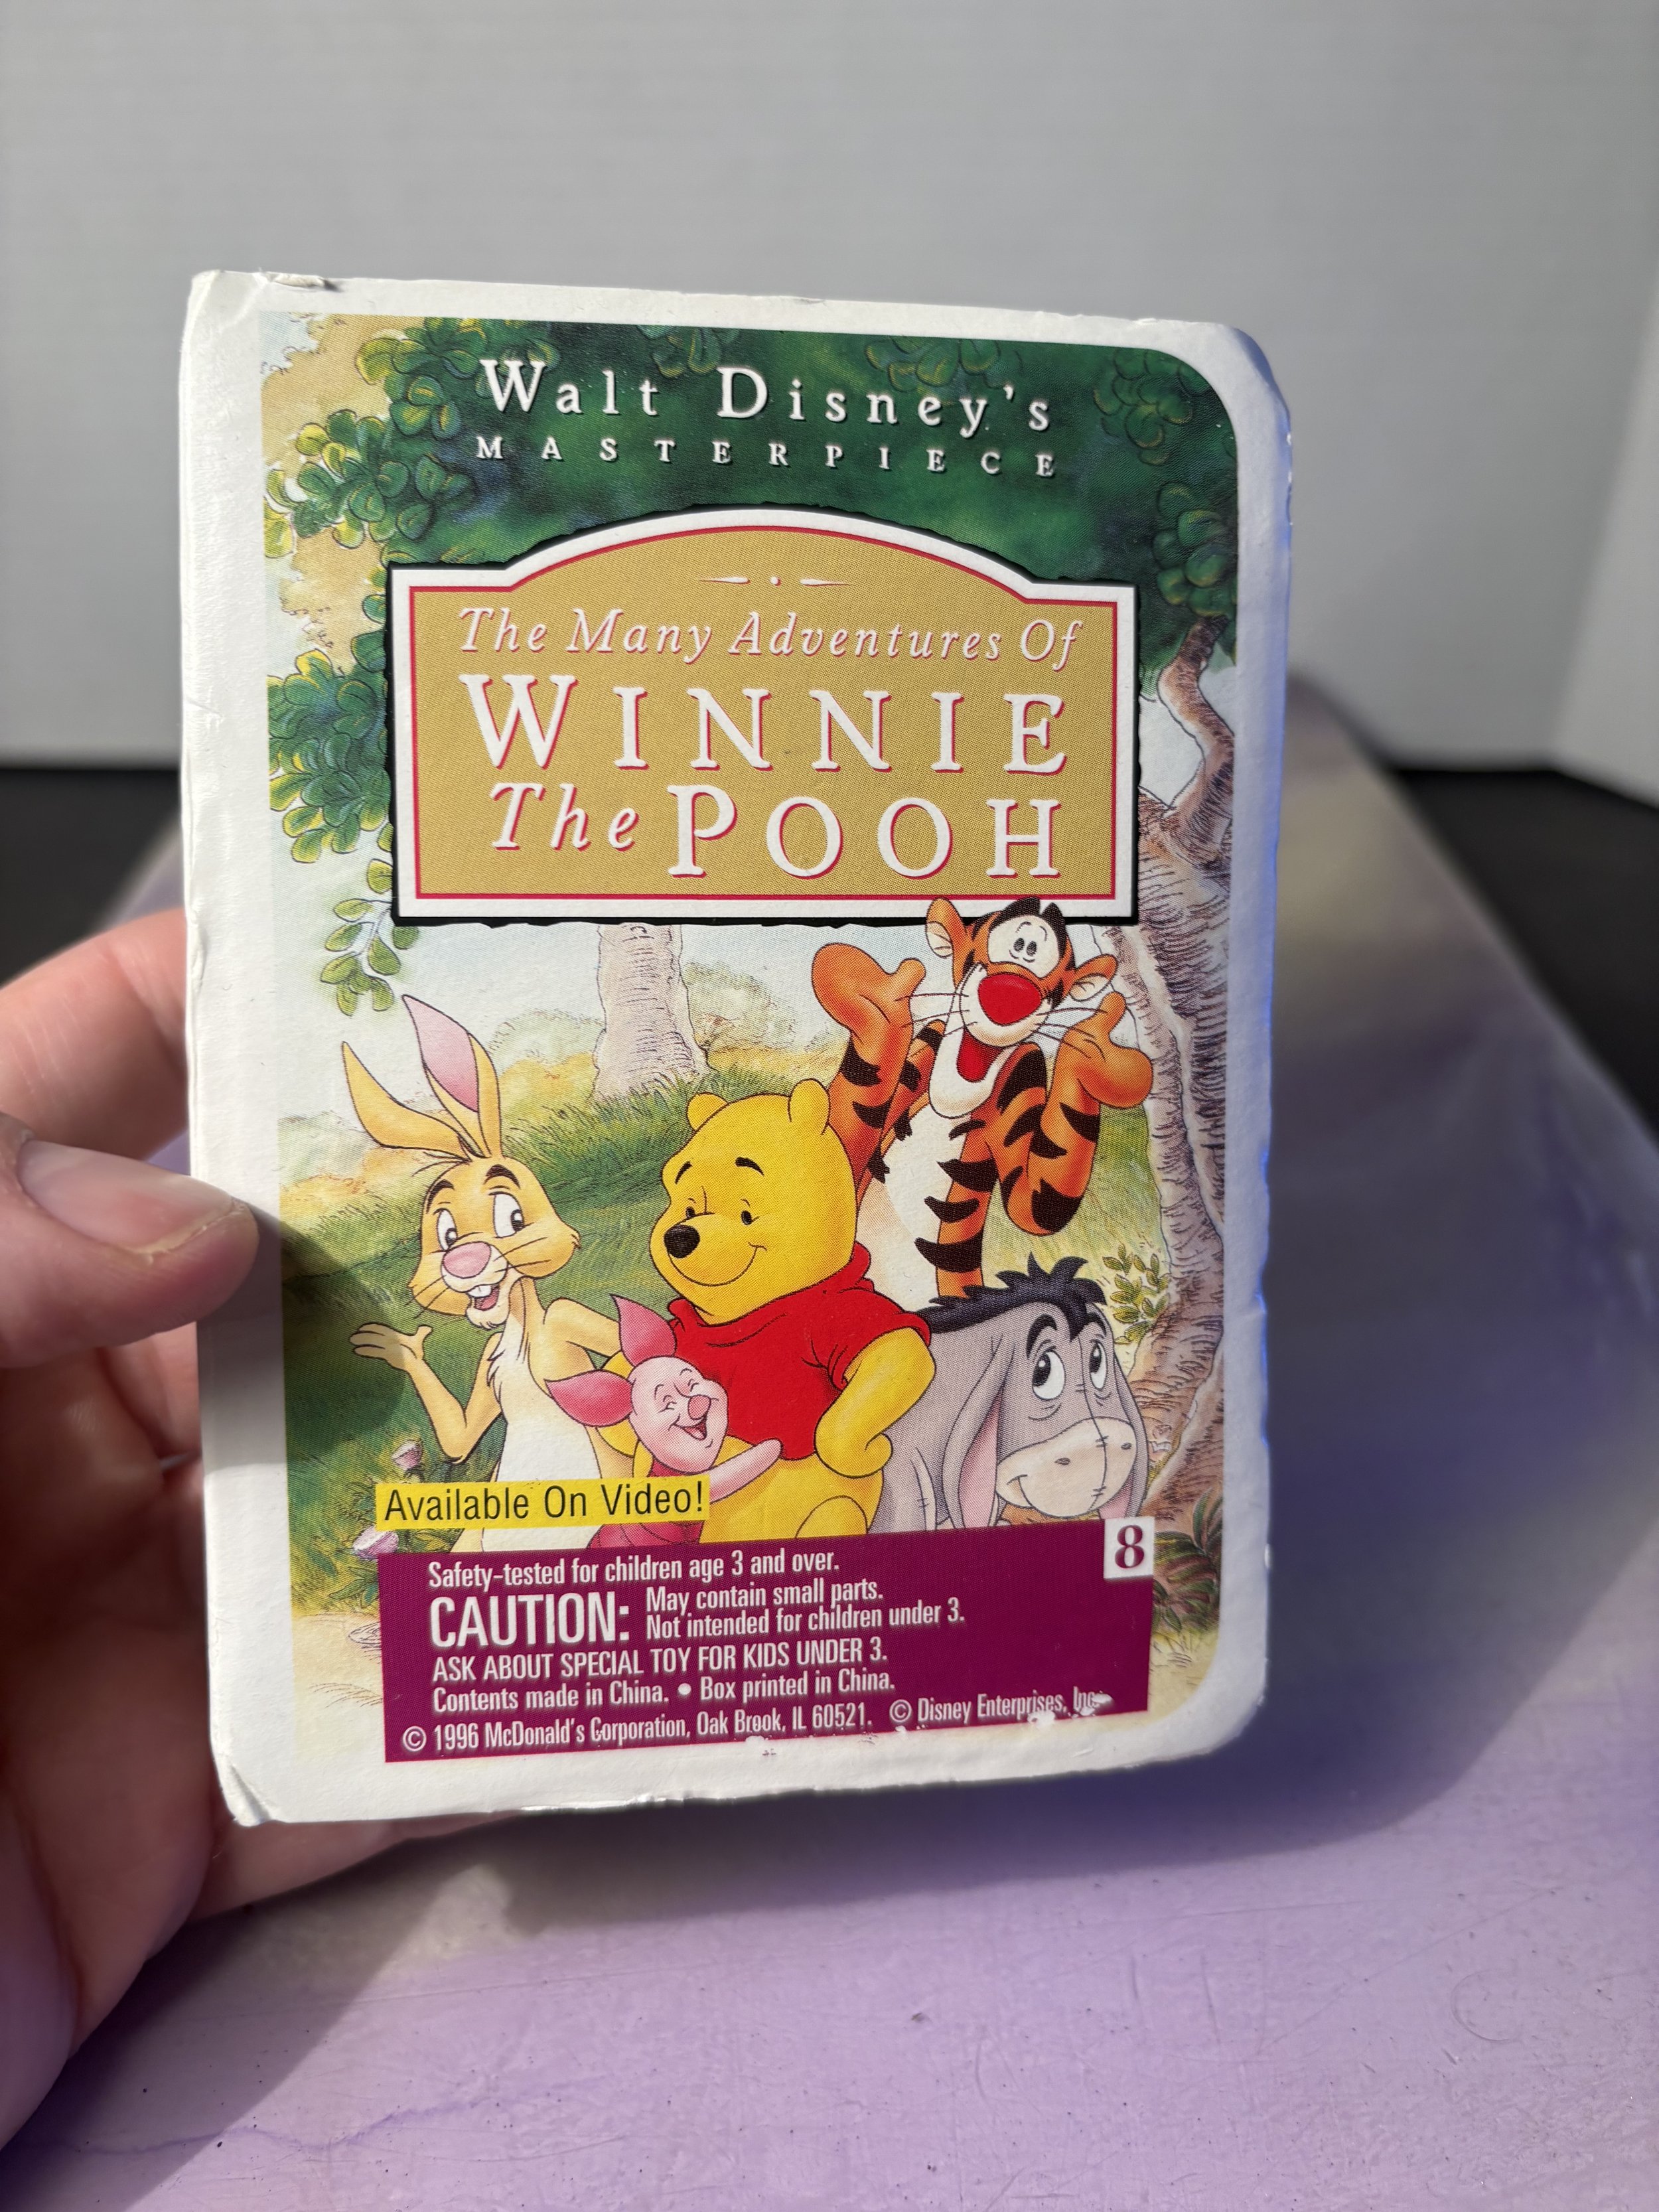 Walt Disney's
MASTERPIECE
The Many Adventures Of
WINNIE
The POOH
Available On Video!
8
Safety-tested for children age 3 and over.
CAUTION: May contain small parts.
Not intended for children under 3.
ASK ABOUT SPECIAL TOY FOR KIDS UNDER 3.
Contents made in China. • Box printed in China.
© 1996 McDonald's Corporation, Oak Brook, IL 60521. © Disney Enterprises, Inc.